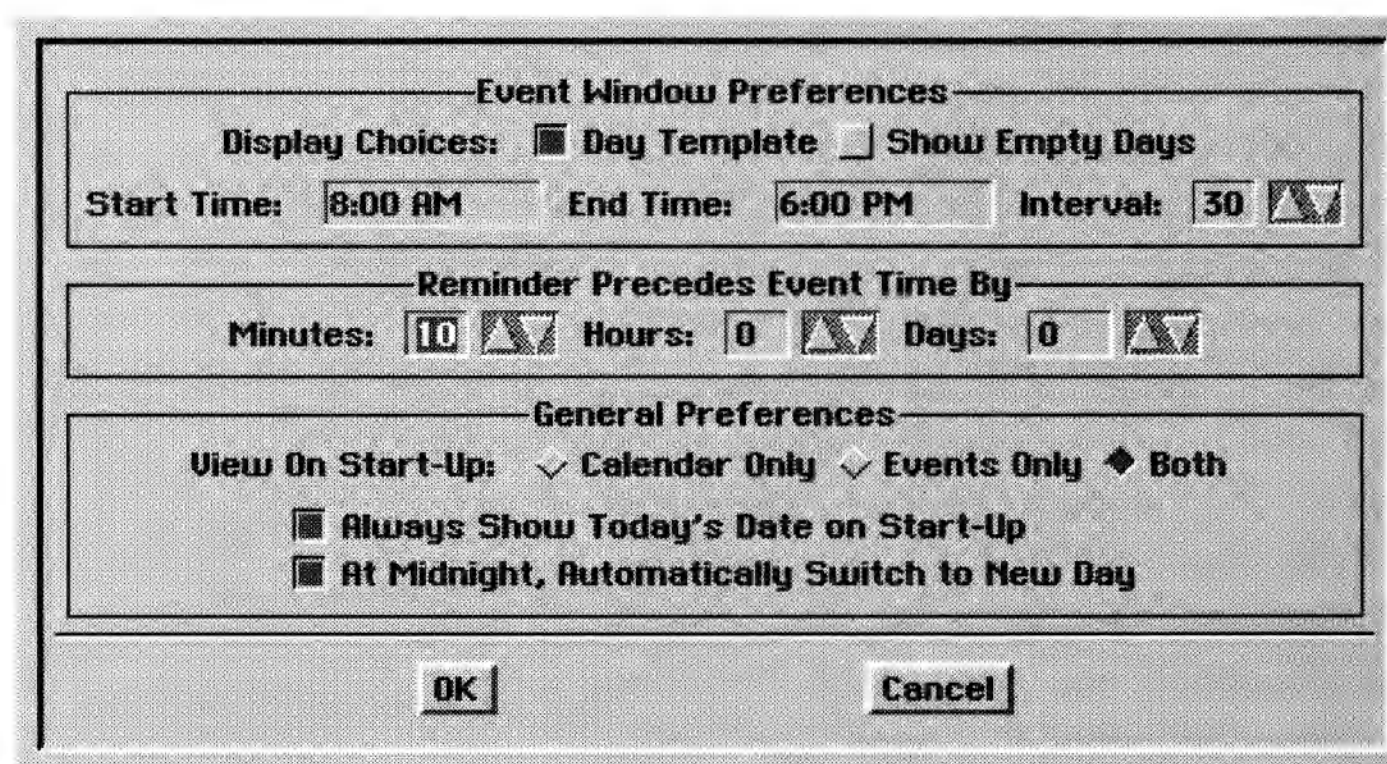 Event Window Preferences
Display Choices: Day Template Show Empty Days
Start Time: 8:00 AM End Time: 6:00 PM Interval: 30
Reminder Precedes Event Time By
Minutes: 10 Hours: 0 Days: 0
General Preferences
View On Start-Up: Calendar Only Events Only Both
Always Show Today's Date on Start-Up
At Midnight, Automatically Switch to New Day
OK Cancel